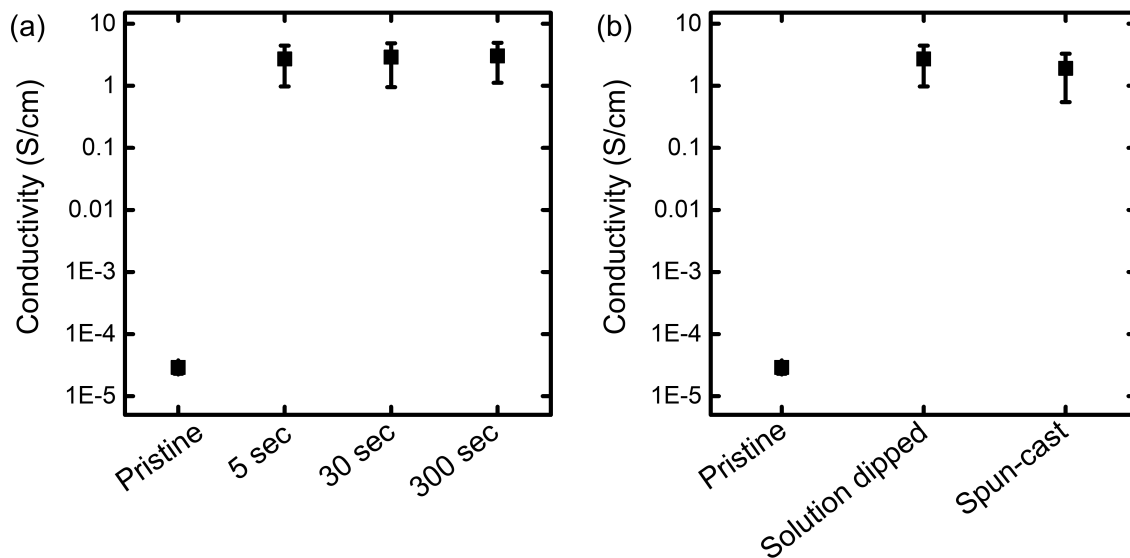 (a)
Conductivity (S/cm)
10
1
0.1
0.01
1E-3
1E-4
1E-5
Pristine
5 sec
30 sec
300 sec
(b)
Conductivity (S/cm)
10
1
0.1
0.01
1E-3
1E-4
1E-5
Pristine
Solution dipped
Spun-cast